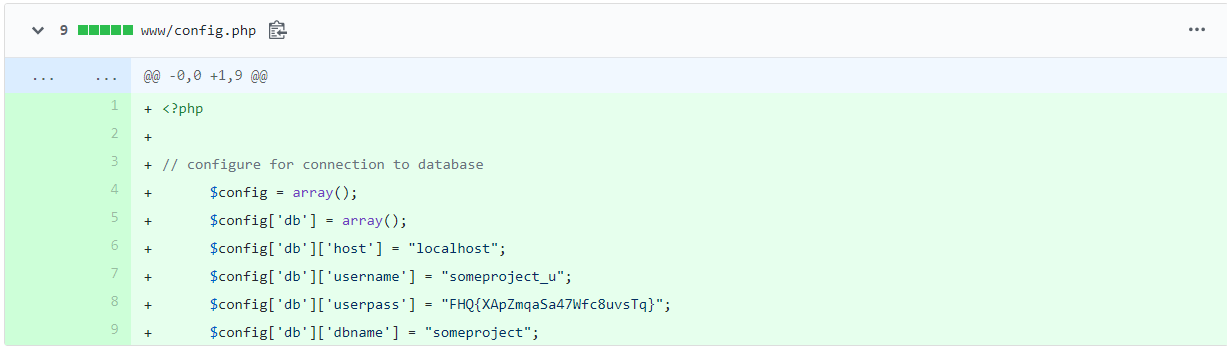 9 www/config.php ...
... ... @@ -0,0 +1,9 @@
1 + <?php
2 +
3 + // configure for connection to database
4 + $config = array();
5 + $config['db'] = array();
6 + $config['db']['host'] = "localhost";
7 + $config['db']['username'] = "someproject_u";
8 + $config['db']['userpass'] = "FHQ{XApZmqaSa47Wfc8uvsTq}";
9 + $config['db']['dbname'] = "someproject";